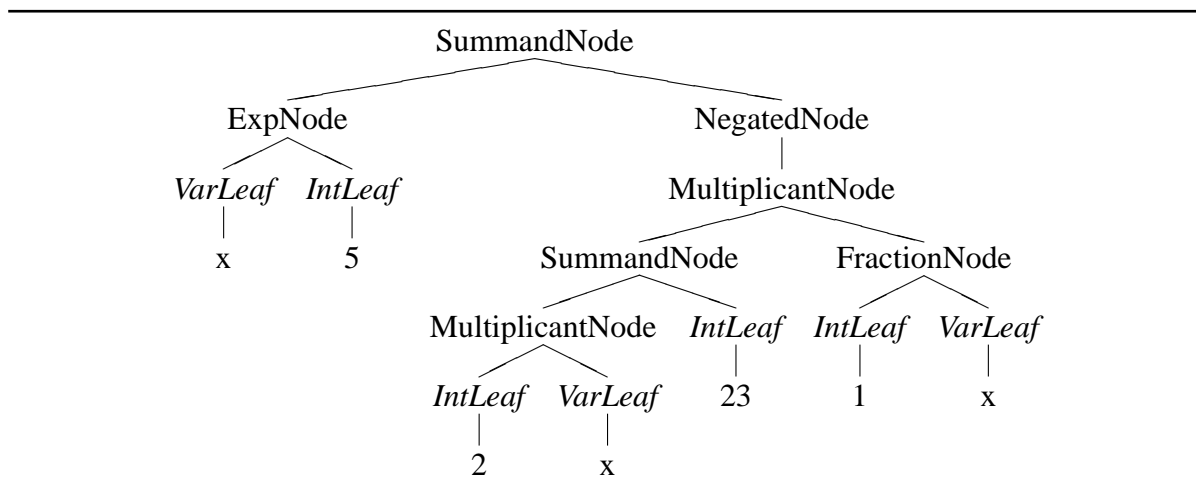 SummandNode
ExpNode NegatedNode
VarLeaf IntLeaf MultiplicantNode
x 5 SummandNode FractionNode
MultiplicantNode IntLeaf IntLeaf VarLeaf
IntLeaf VarLeaf 23 1 x
2 x